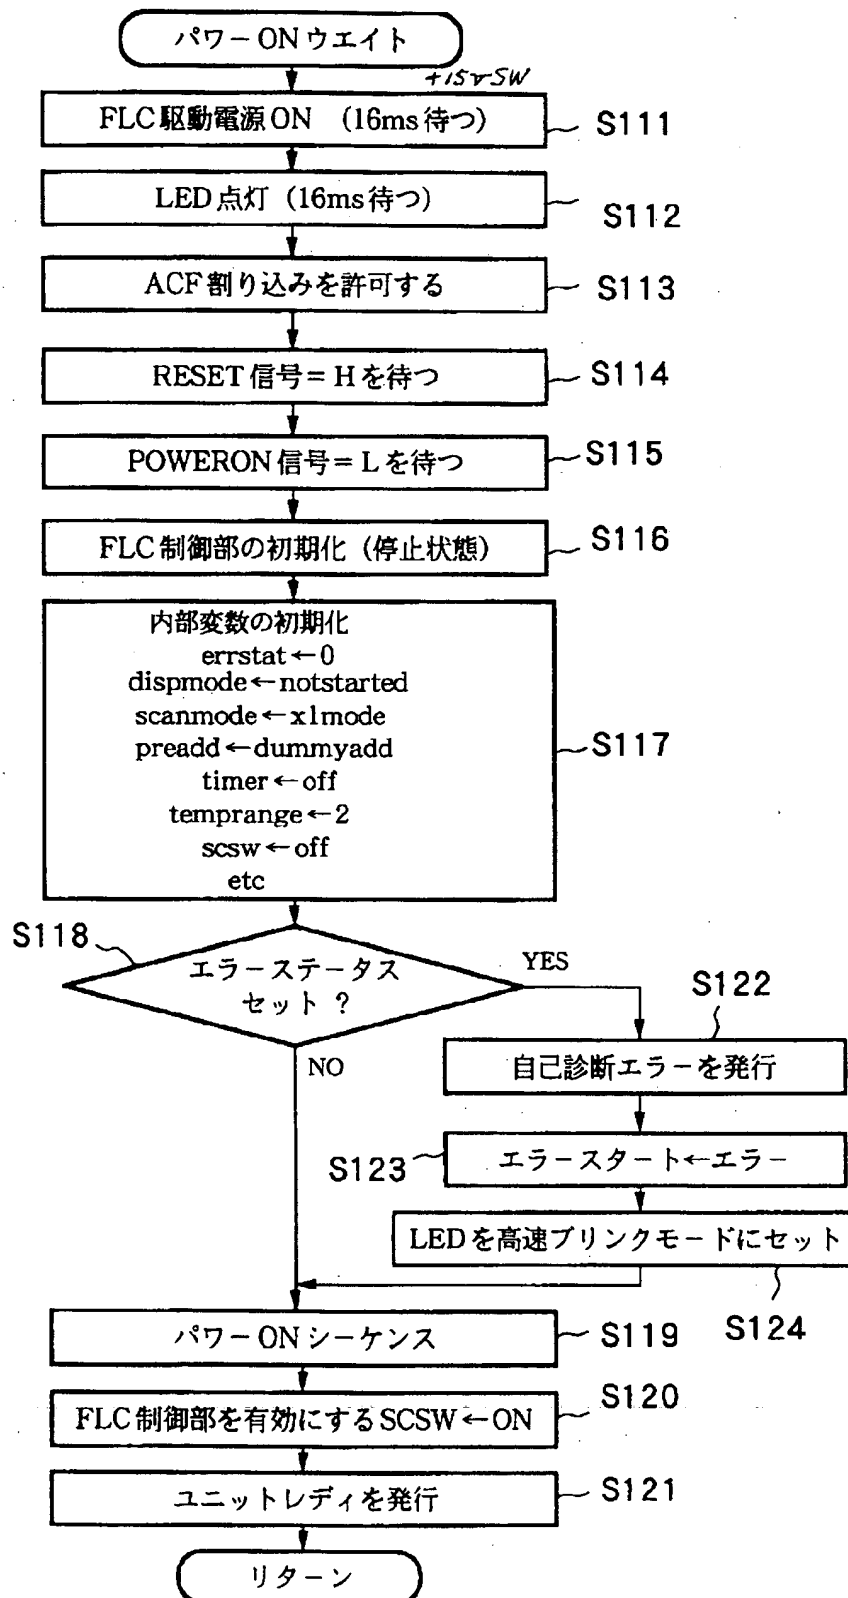 パワーONウエイト
+15vSW
FLC駆動電源ON (16ms待つ)
S111
LED点灯 (16ms待つ)
S112
ACF割り込みを許可する
S113
RESET信号=Hを待つ
S114
POWERON信号=Lを待つ
S115
FLC制御部の初期化 (停止状態)
S116
内部変数の初期化
errstat←0
dispmode←notstarted
scanmode←x1mode
preadd←dummyadd
timer←off
temprange←2
scsw←off
etc
S117
S118
エラーステータス
セット ?
YES
NO
S122
自己診断エラーを発行
S123
エラースタート←エラー
LEDを高速ブリンクモードにセット
S124
パワーONシーケンス
S119
FLC制御部を有効にするSCSW←ON
S120
ユニットレディを発行
S121
リターン